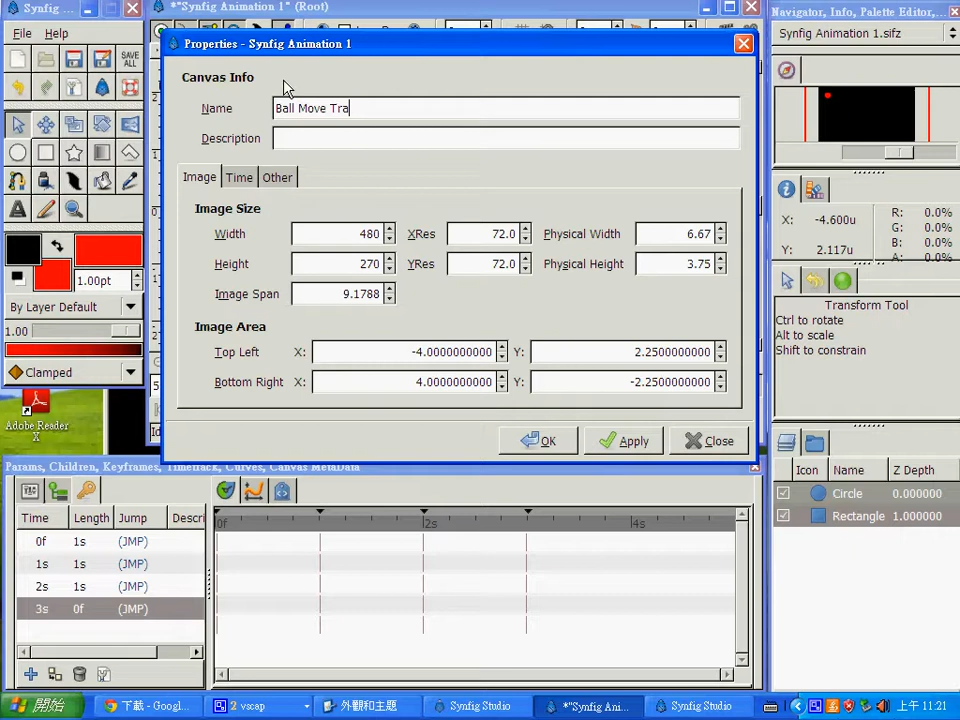 Synfig ...
*"Synfig Animation 1" (Root)
Navigator, Info, Palette Editor,...
File Help
Synfig Animation 1.sifz
SAVE
ALL
Properties - Synfig Animation 1
Canvas Info
Name Ball Move Tra
Description
Image Time Other
Image Size
Width 480 XRes 72.0 Physical Width 6.67
Height 270 YRes 72.0 Physical Height 3.75
Image Span 9.1788
Image Area
Top Left X: -4.0000000000 Y: 2.2500000000
Bottom Right X: 4.0000000000 Y: -2.2500000000
OK Apply Close
1.00pt
By Layer Default
1.00
Clamped
Adobe Reader
X
X: -4.600u
Y: 2.117u
R: 0.0%
G: 0.0%
B: 0.0%
A: 0.0%
Transform Tool
Ctrl to rotate
Alt to scale
Shift to constrain
Icon Name Z Depth
Circle 0.000000
Rectangle 1.000000
Params, Children, Keyframes, Timetrack, Curves, Canvas MetaData
Time Length Jump Descri
0f 1s (JMP)
1s 1s (JMP)
2s 1s (JMP)
3s 0f (JMP)
0f 2s 4s
開始
下載 - Googl...
2 vscap
外觀和主題
Synfig Studio
*"Synfig Ani...
Synfig Studio
上午 11:21